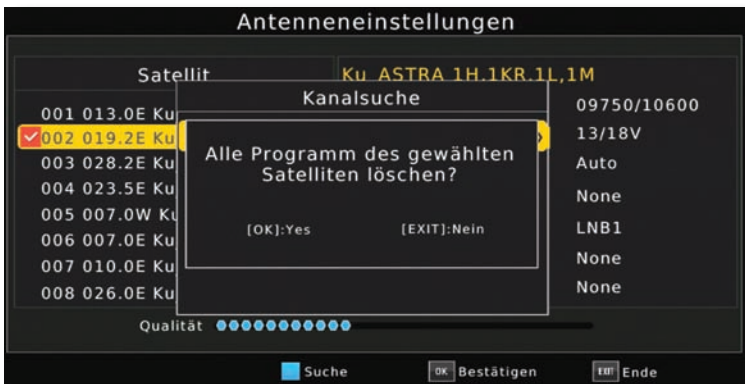 Antenneneinstellungen
Satellit
Ku ASTRA 1H,1KR,1L,1M
Kanalsuche
001 013.0E Ku
09750/10600
002 019.2E Ku
13/18V
003 028.2E Ku
Auto
Alle Programm des gewählten
Satelliten löschen?
004 023.5E Ku
None
005 007.0W Ku
LNB1
[OK]:Yes
[EXIT]:Nein
006 007.0E Ku
None
007 010.0E Ku
None
008 026.0E Ku
Qualität
Suche
OK Bestätigen
EXIT Ende